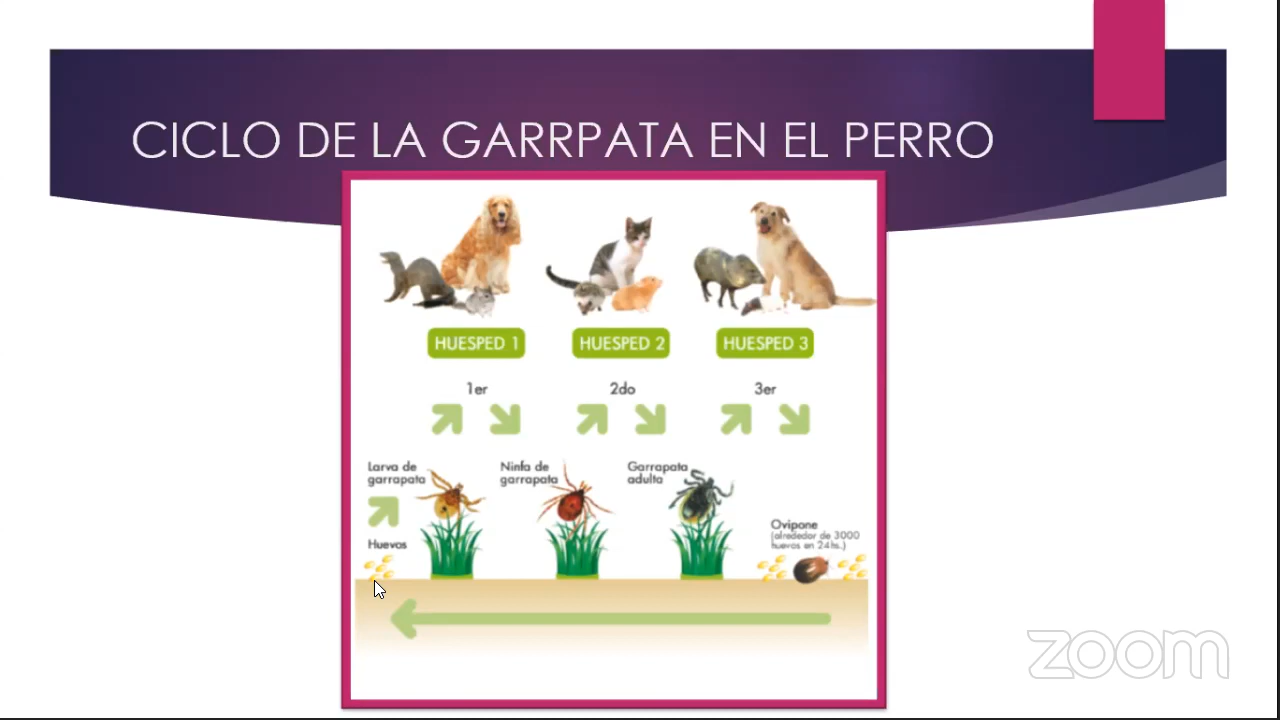 CICLO DE LA GARRPATA EN EL PERRO
HUESPED 1
HUESPED 2
HUESPED 3
1er
2do
3er
Larva de
garrapata
Ninfa de
garrapata
Garrapata
adulta
Huevos
Ovipone
(alrededor de 3000
huevos en 24hs.)
zoom